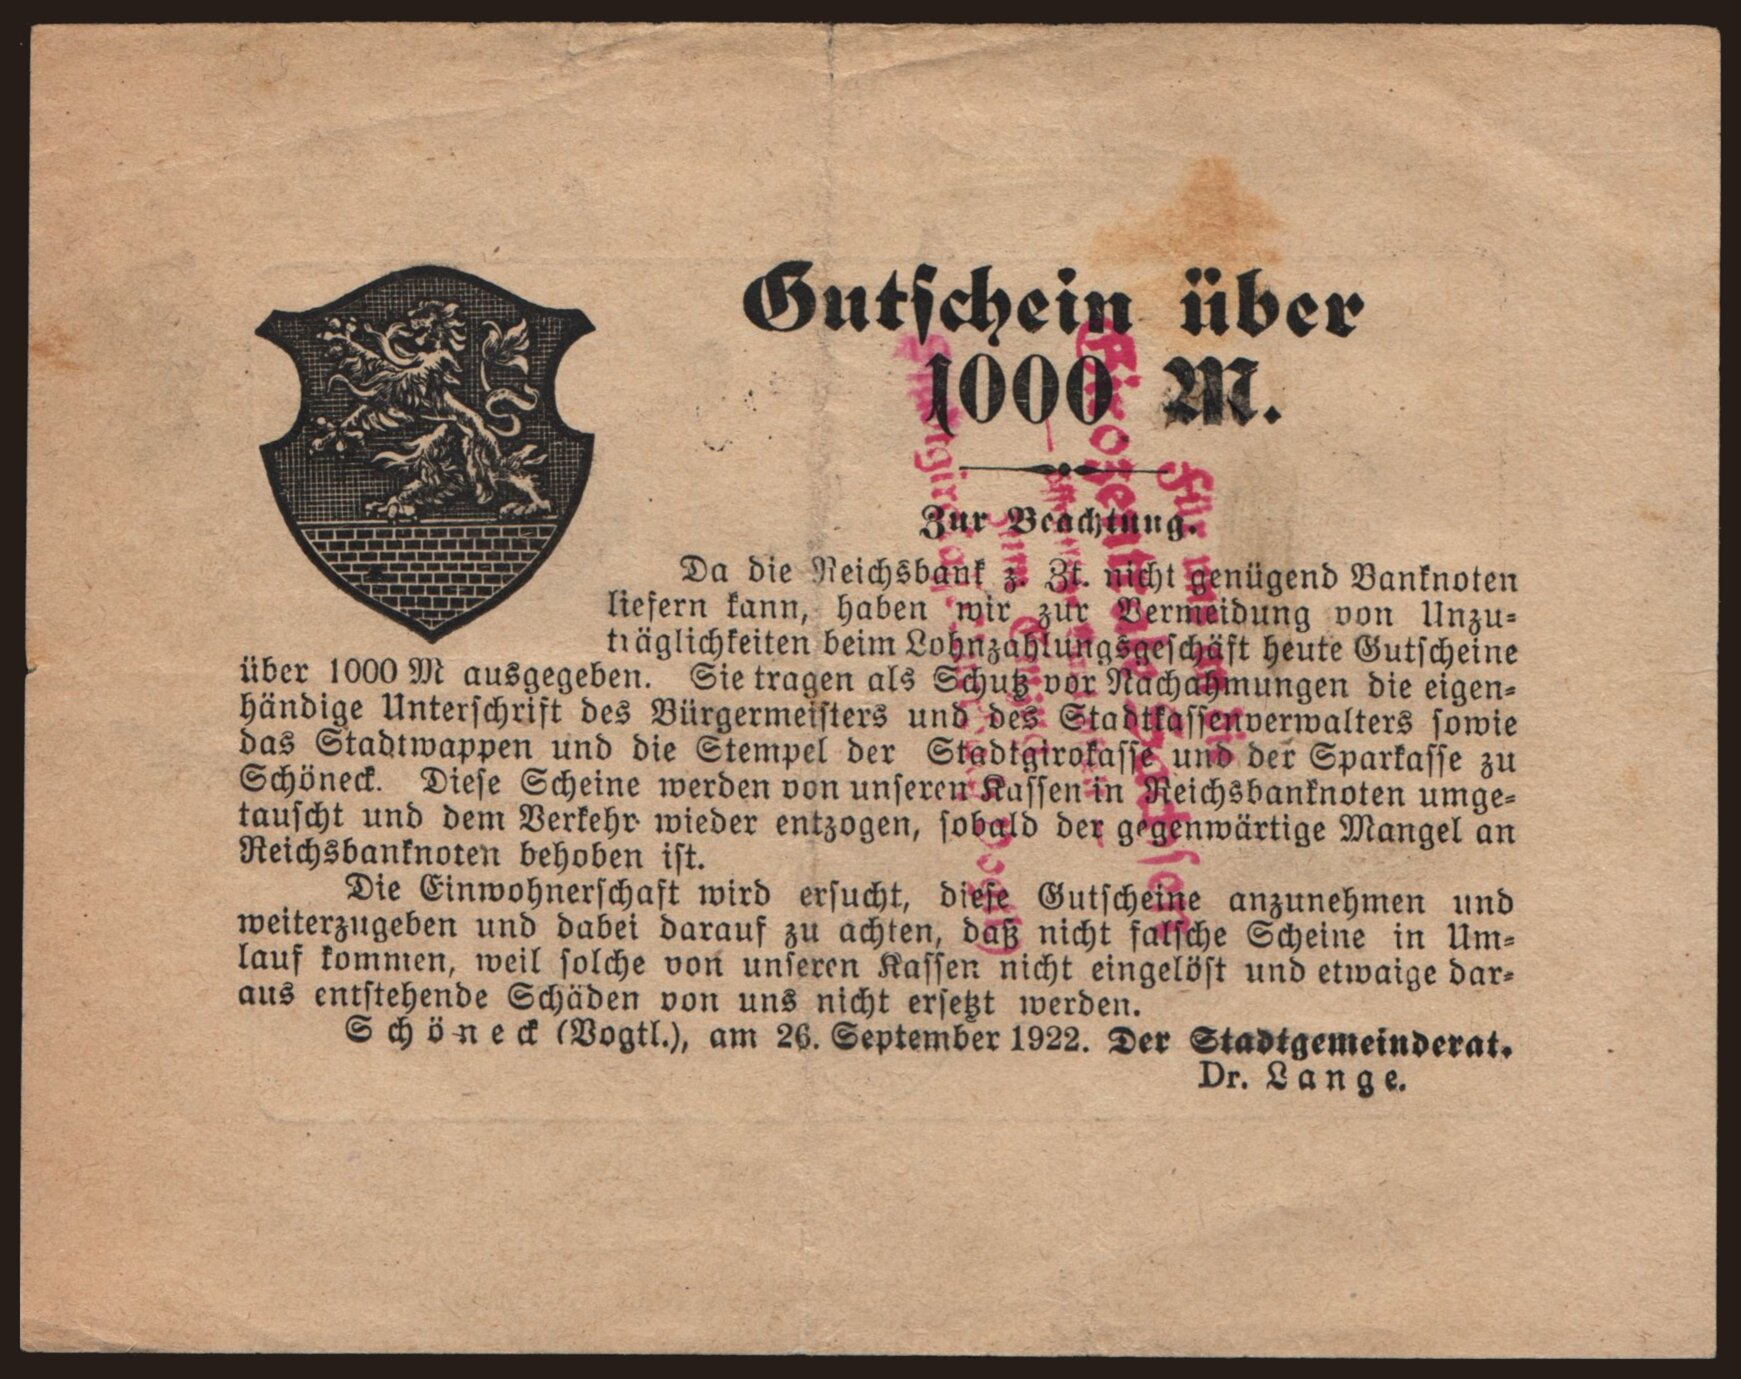 Gutschein über
1000 M.
Zur Beachtung.
Da die Reichsbank z. Zt. nicht genügend Banknoten
liefern kann, haben wir zur Vermeidung von Unzu-
träglichkeiten beim Lohnzahlungsgeschäft heute Gutscheine
über 1000 M ausgegeben. Sie tragen als Schutz vor Nachahmungen die eigen-
händige Unterschrift des Bürgermeisters und des Stadtkassenverwalters sowie
das Stadtwappen und die Stempel der Stadtgirokasse und der Sparkasse zu
Schöneck. Diese Scheine werden von unseren Kassen in Reichsbanknoten umge-
tauscht und dem Verkehr wieder entzogen, sobald der gegenwärtige Mangel an
Reichsbanknoten behoben ist.
Die Einwohnerschaft wird ersucht, diese Gutscheine anzunehmen und
weiterzugeben und dabei darauf zu achten, daß nicht falsche Scheine in Um-
lauf kommen, weil solche von unseren Kassen nicht eingelöst und etwaige dar-
aus entstehende Schäden von uns nicht ersetzt werden.
Schöneck (Vogtl.), am 26. September 1922. Der Stadtgemeinderat.
Dr. Lange.